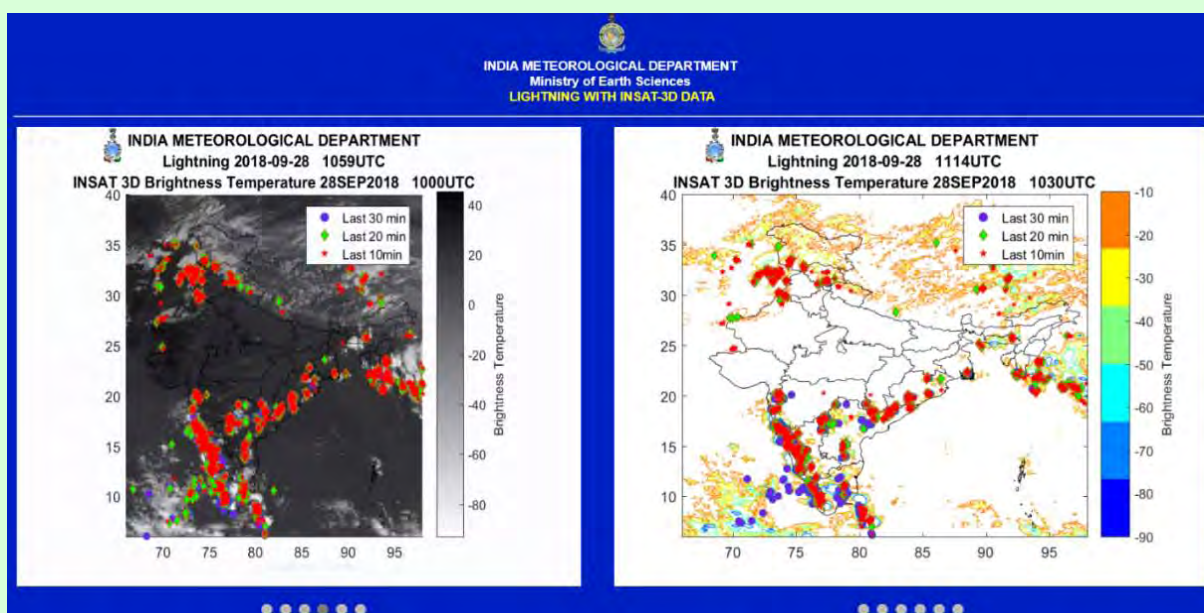 INDIA METEOROLOGICAL DEPARTMENT
Ministry of Earth Sciences
LIGHTNING WITH INSAT-3D DATA
INDIA METEOROLOGICAL DEPARTMENT
Lightning 2018-09-28 1059UTC
INSAT 3D Brightness Temperature 28SEP2018 1000UTC
40
35
30
25
20
15
10
70 75 80 85 90 95
Last 30 min
Last 20 min
Last 10min
40
20
0
-20
-40
-60
-80
Brightness Temperature
INDIA METEOROLOGICAL DEPARTMENT
Lightning 2018-09-28 1114UTC
INSAT 3D Brightness Temperature 28SEP2018 1030UTC
40
35
30
25
20
15
10
70 75 80 85 90 95
Last 30 min
Last 20 min
Last 10min
-10
-20
-30
-40
-50
-60
-70
-80
-90
Brightness Temperature